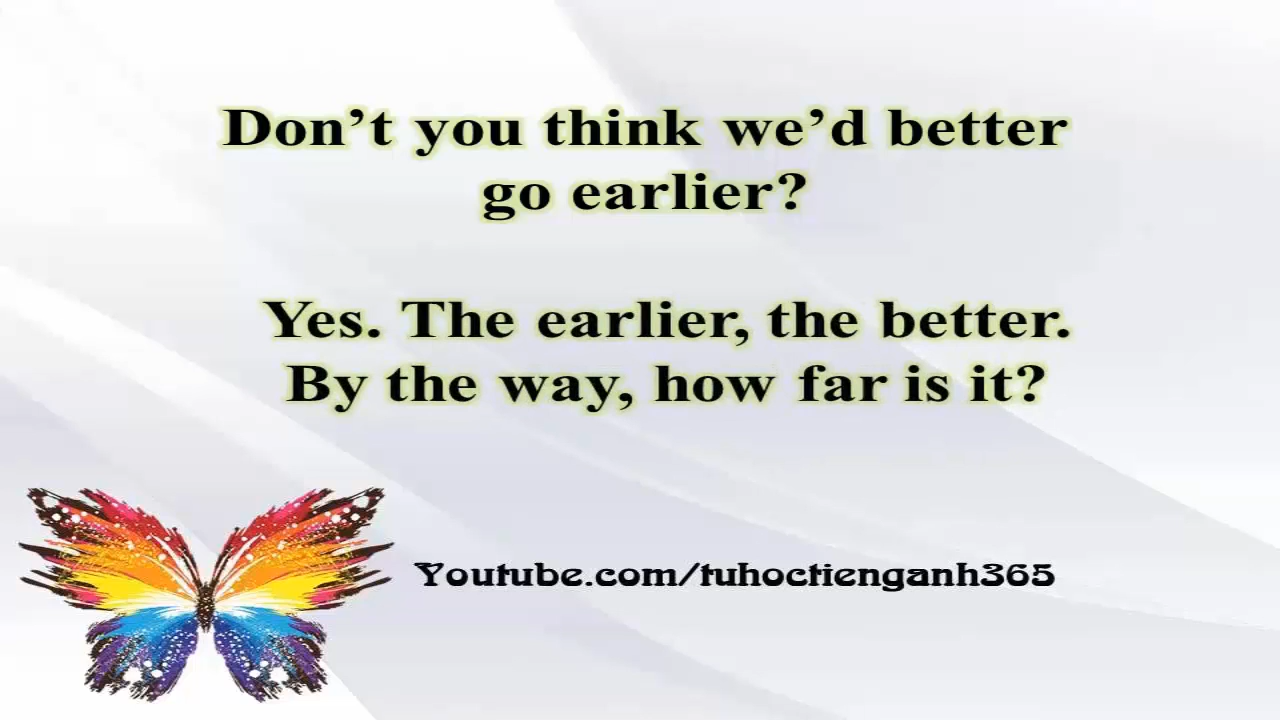 Don’t you think we’d better
go earlier?
Yes. The earlier, the better.
By the way, how far is it?
Youtube.com/tuhoctienganh365